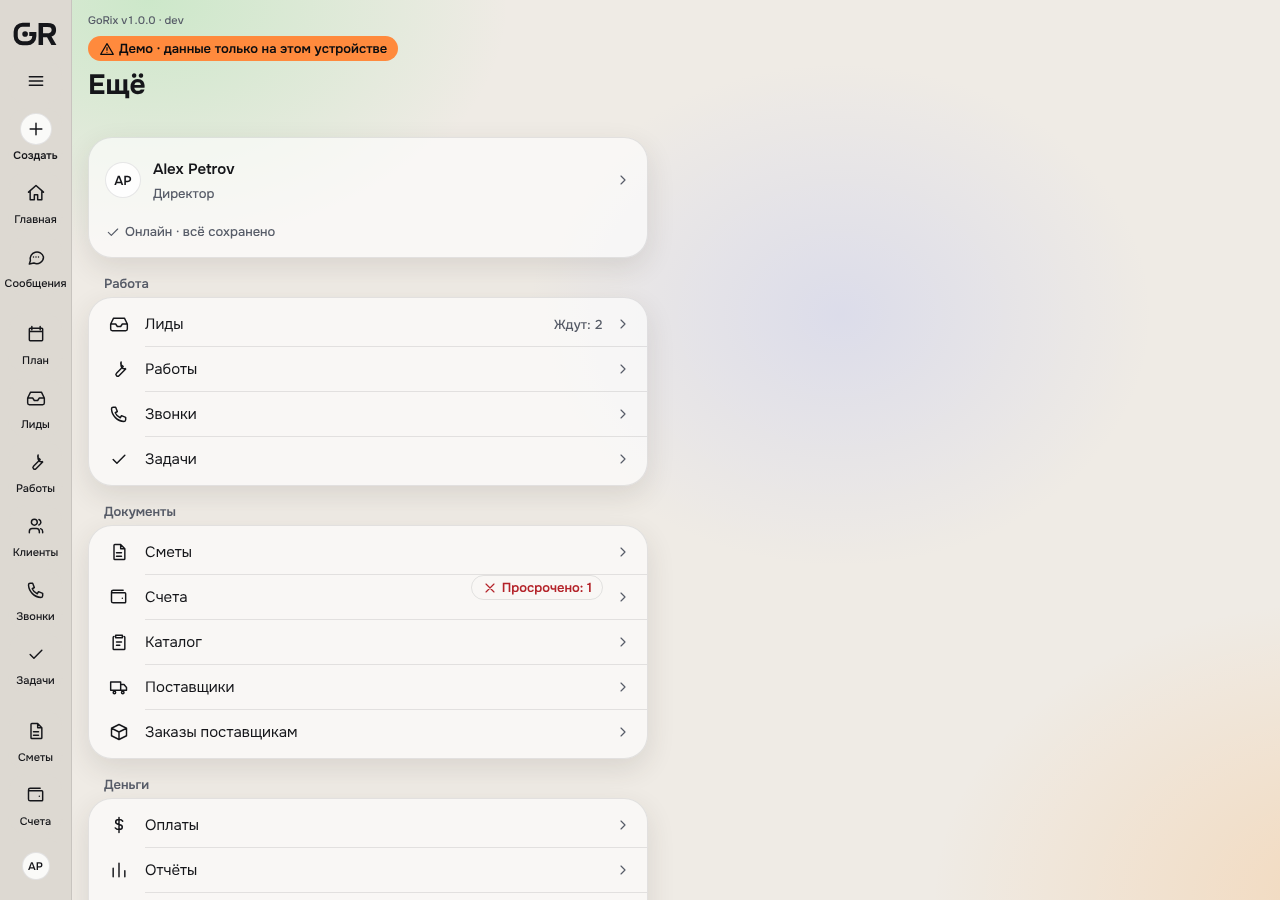 GR
GoRix v1.0.0 · dev
Демо · данные только на этом устройстве
Ещё
Создать
Главная
Сообщения
План
Лиды
Работы
Клиенты
Звонки
Задачи
Сметы
Счета
AP
AP
Alex Petrov
Директор
Онлайн · всё сохранено
Работа
Лиды
Ждут: 2
Работы
Звонки
Задачи
Документы
Сметы
Счета
Просрочено: 1
Каталог
Поставщики
Заказы поставщикам
Деньги
Оплаты
Отчёты